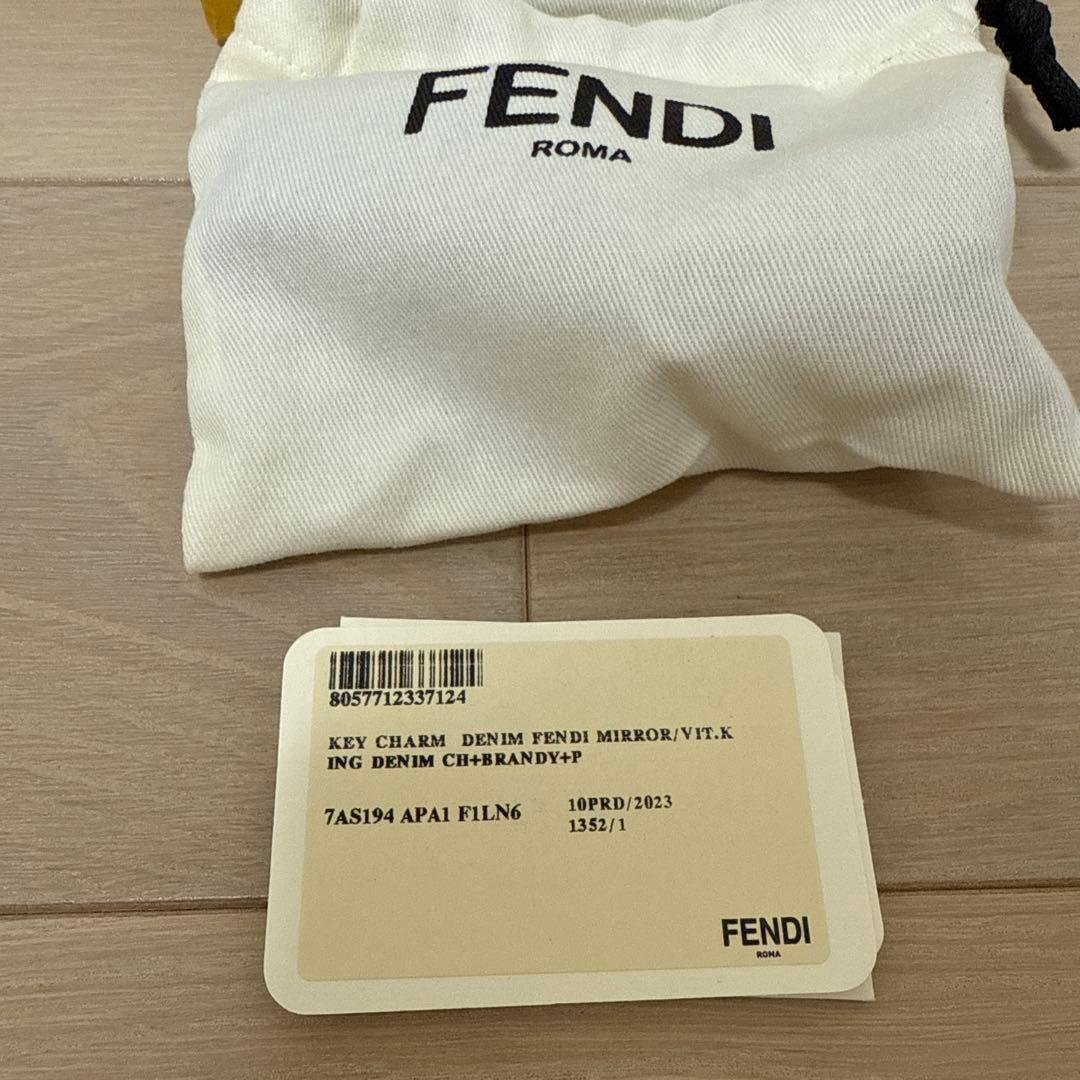 FENDI
ROMA
8057712337124
KEY CHARM DENIM FENDI MIRROR/VIT.K
ING DENIM CH+BRANDY+P
7AS194 APA1 F1LN6
10PRD/2023
1352/1
FENDI
ROMA